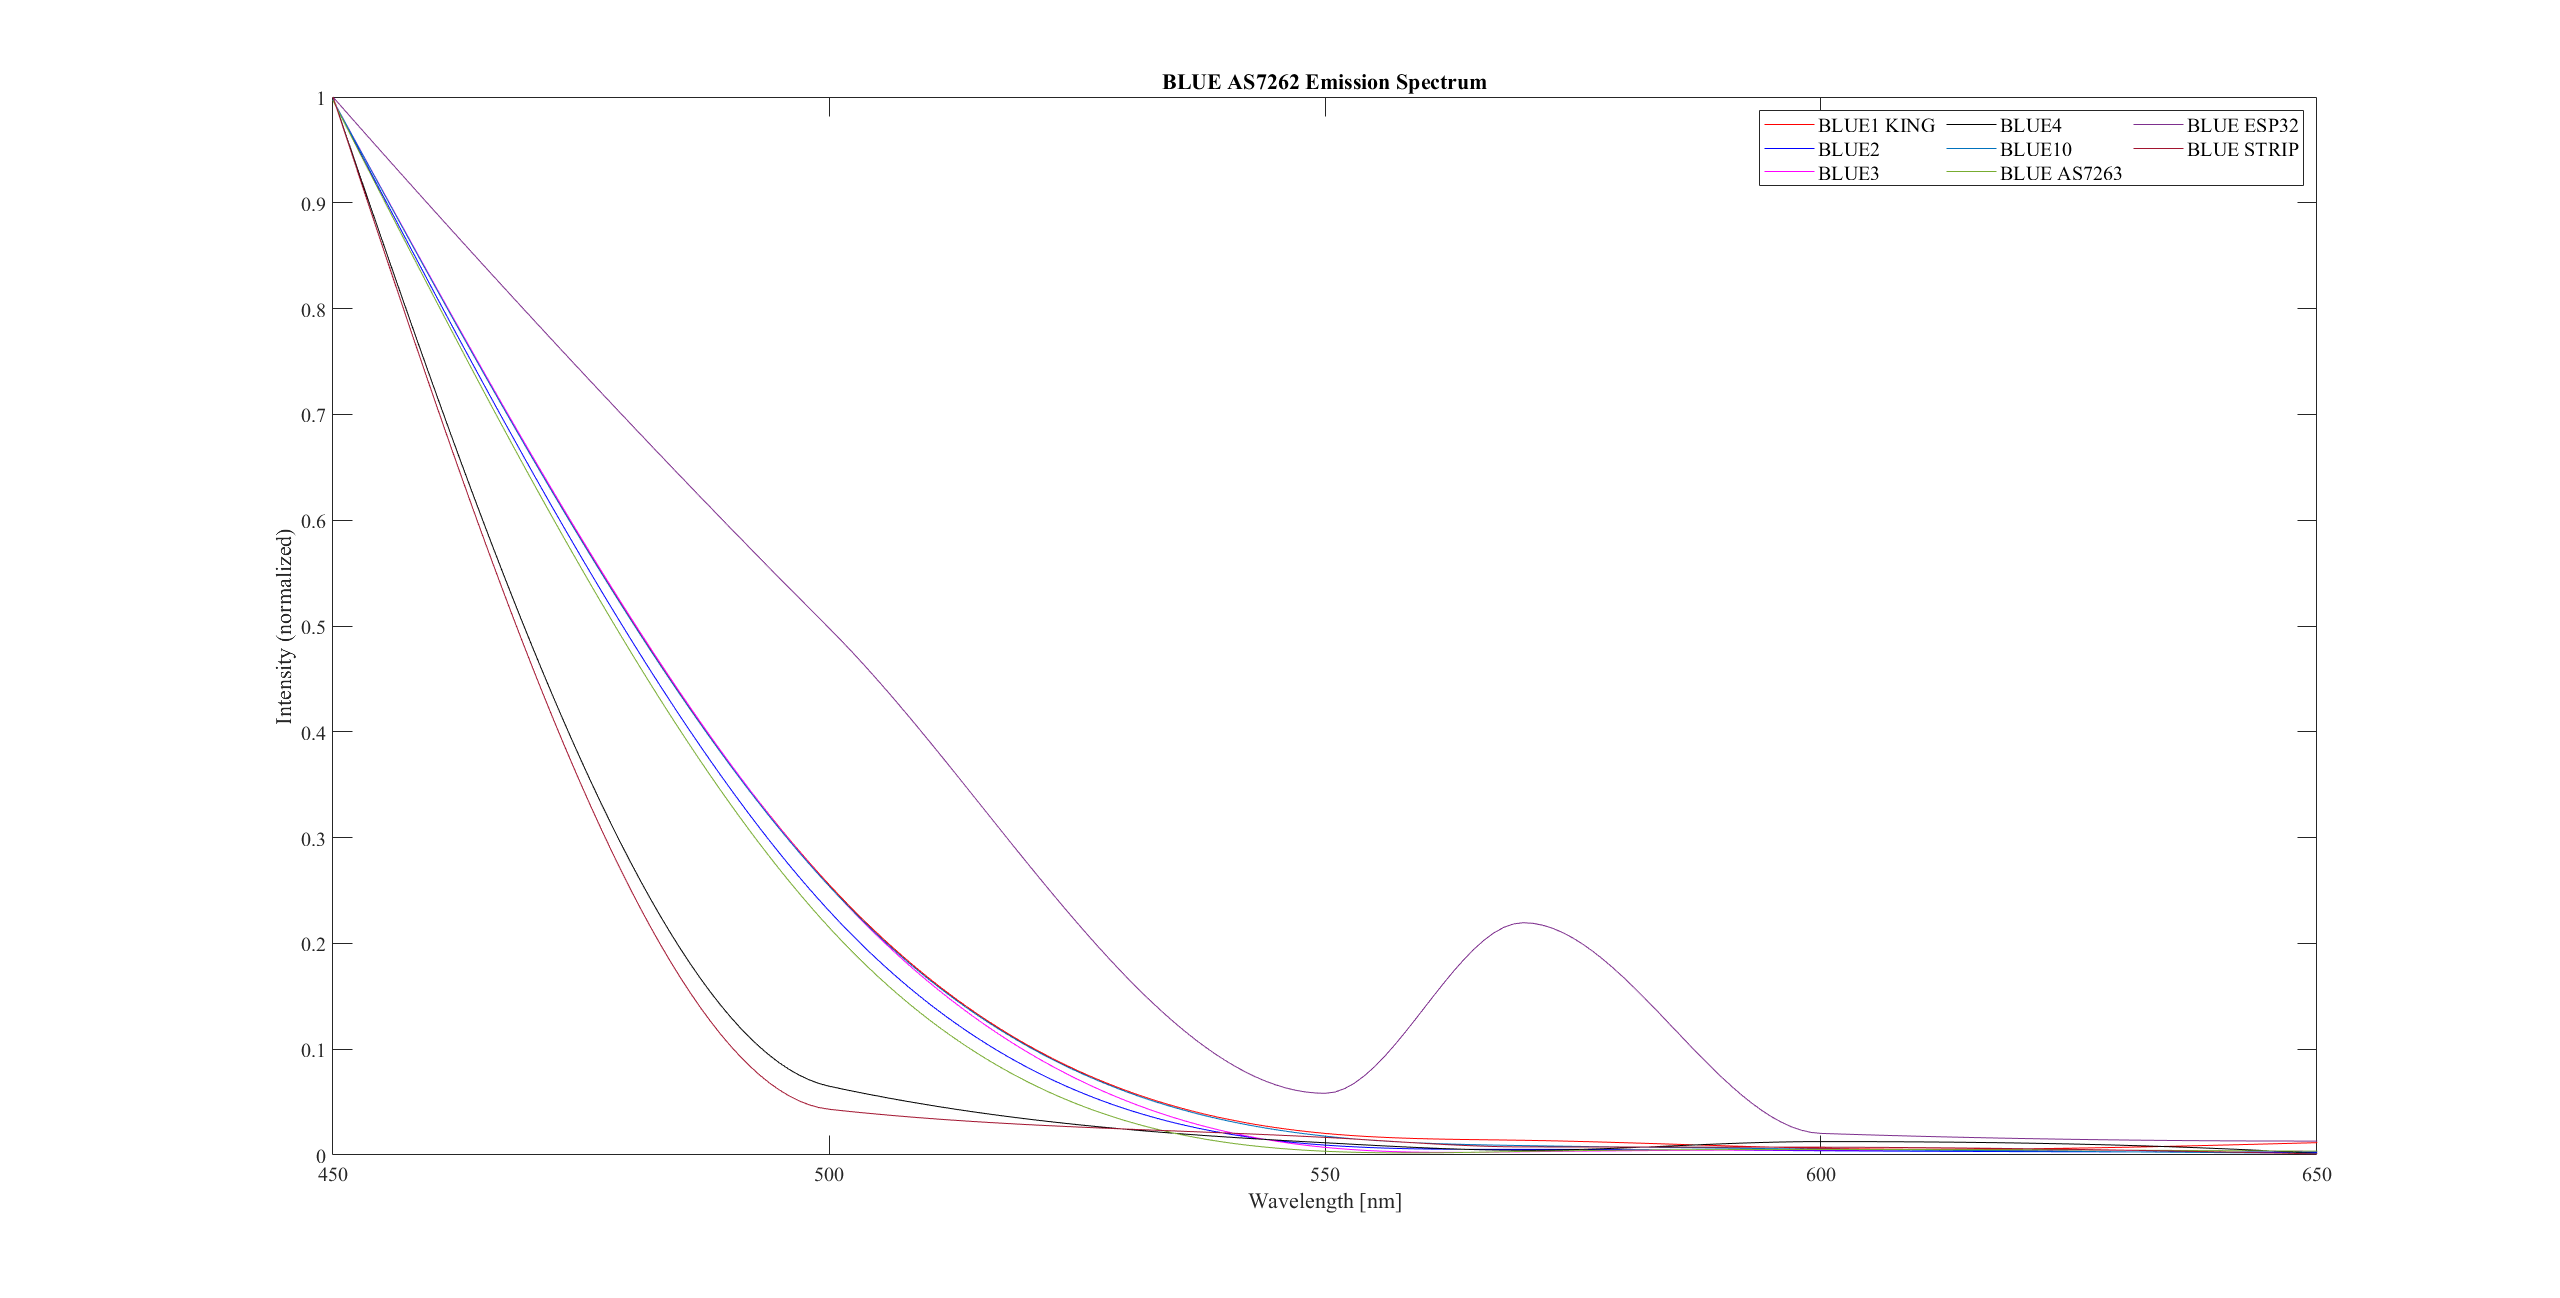 BLUE AS7262 Emission Spectrum
1
0.9
0.8
0.7
0.6
0.5
0.4
0.3
0.2
0.1
0
Intensity (normalized)
BLUE1 KING BLUE4 BLUE ESP32
BLUE2 BLUE10 BLUE STRIP
BLUE3 BLUE AS7263
450 500 550 600 650
Wavelength [nm]